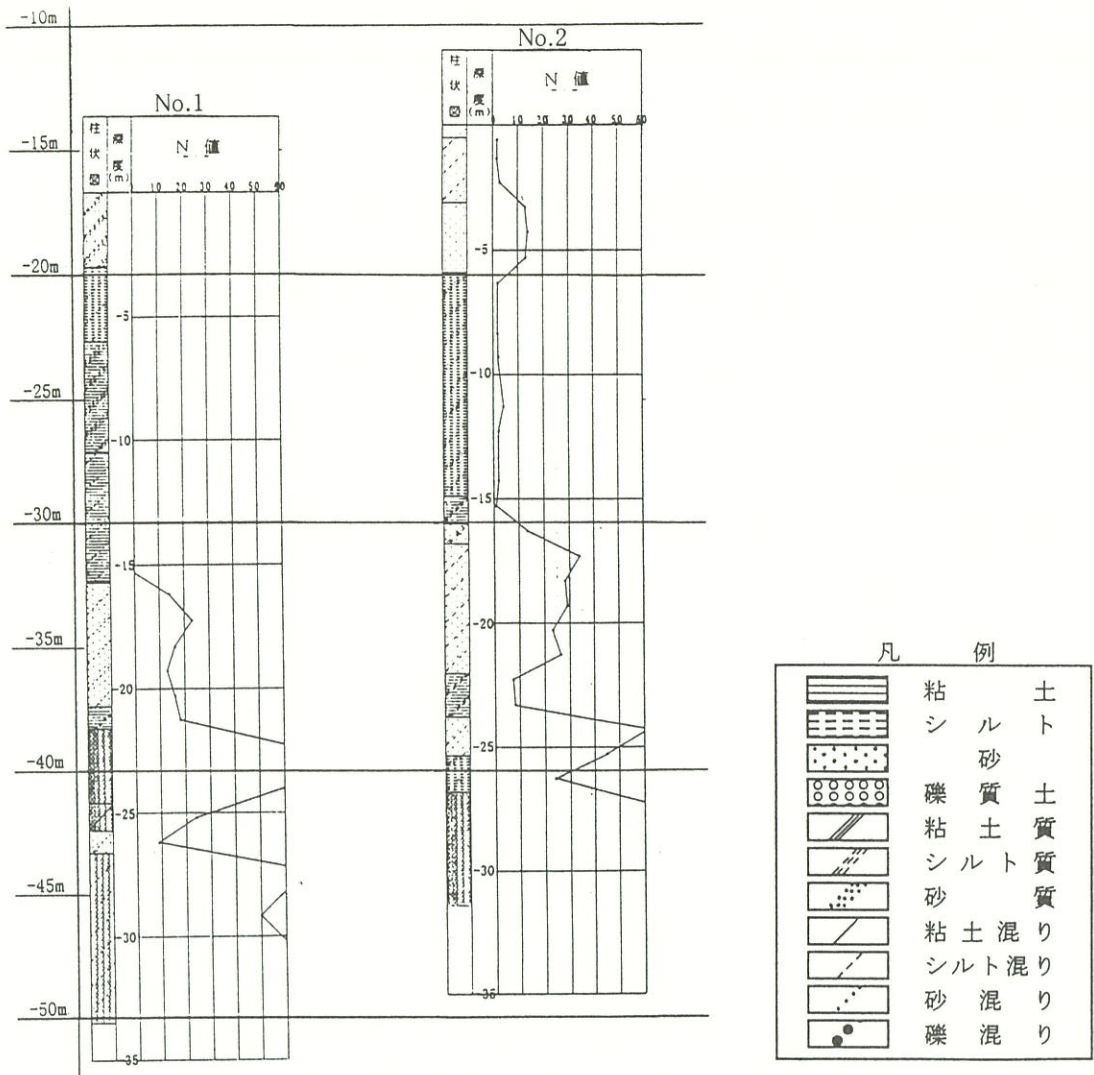 -10m
-15m
-20m
-25m
-30m
-35m
-40m
-45m
-50m
No.1
柱状図
深度(m)
N 値
0 10 20 30 40 50 60
-5
-10
-15
-20
-25
-30
-35
No.2
柱状図
深度(m)
N 値
0 10 20 30 40 50 60
-5
-10
-15
-20
-25
-30
-35
凡 例
粘 土
シ ル ト
砂
礫 質 土
粘 土 質
シ ル ト 質
砂 質
粘 土 混 り
シルト混り
砂 混 り
礫 混 り